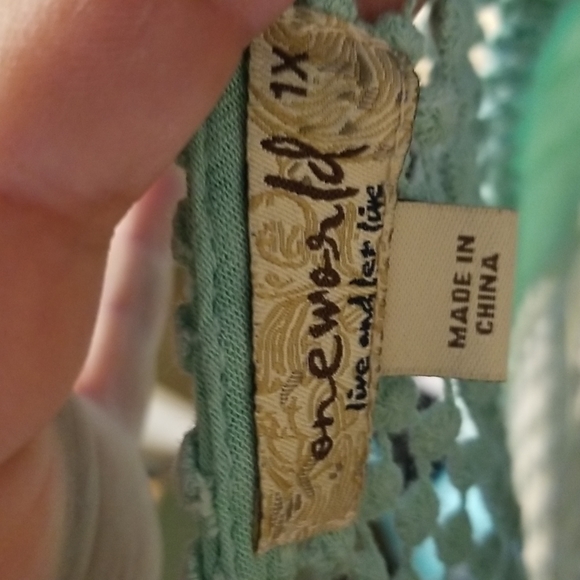 1X
oneworld
live and let live
MADE IN
CHINA